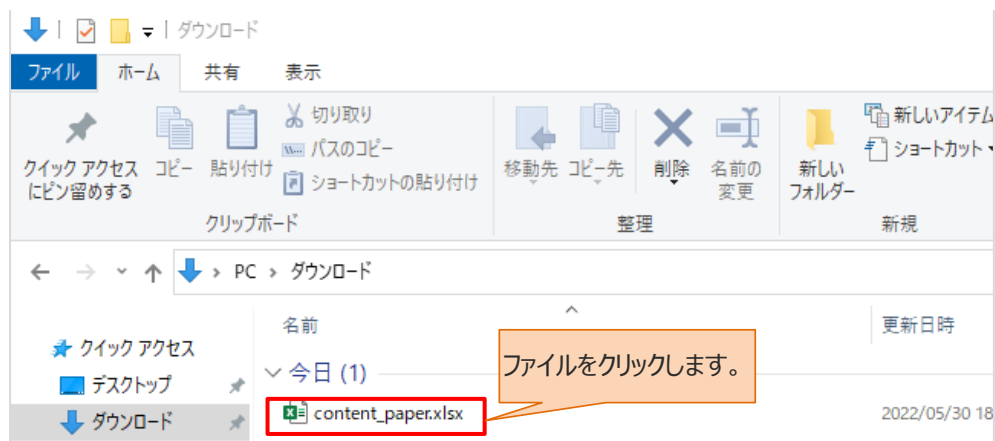 ダウンロード
ファイル ホーム 共有 表示
クイック アクセス
にピン留めする
コピー
貼り付け
切り取り
パスのコピー
ショートカットの貼り付け
クリップボード
移動先
コピー先
削除
名前の
変更
整理
新しい
フォルダー
新しいアイテム
ショートカット
新規
PC › ダウンロード
名前
更新日時
クイック アクセス
今日 (1)
ファイルをクリックします。
デスクトップ
ダウンロード
content_paper.xlsx
2022/05/30 18